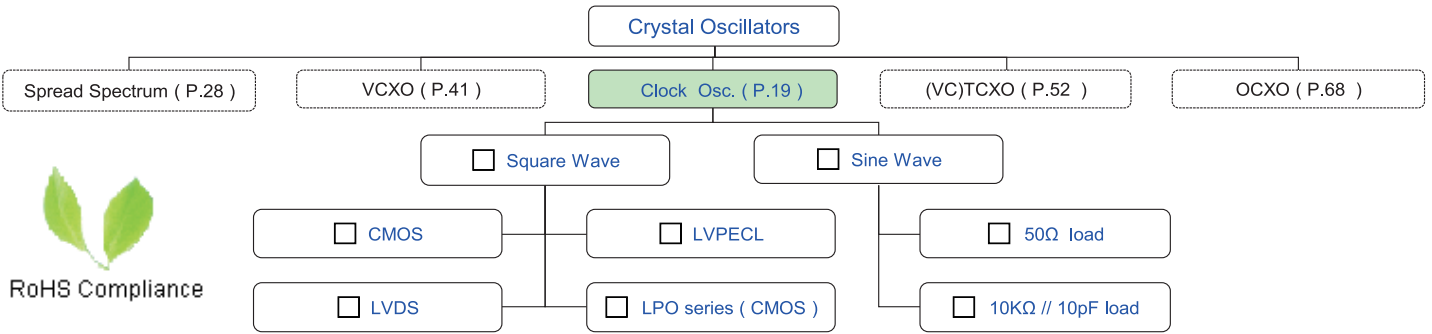 Crystal Oscillators
Spread Spectrum ( P.28 )
VCXO ( P.41 )
Clock Osc. ( P.19 )
(VC)TCXO ( P.52 )
OCXO ( P.68 )
Square Wave
Sine Wave
CMOS
LVPECL
50Ω load
RoHS Compliance
LVDS
LPO series ( CMOS )
10KΩ // 10pF load